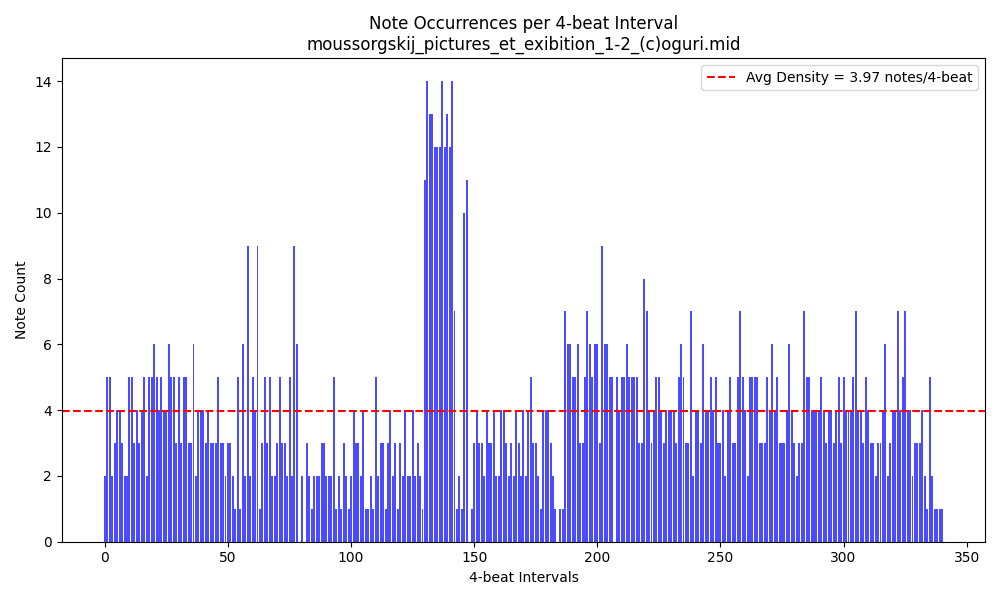 Note Occurrences per 4-beat Interval
moussorgskij_pictures_et_exibition_1-2_(c)oguri.mid
Avg Density = 3.97 notes/4-beat
Note Count
14
12
10
8
6
4
2
0
0 50 100 150 200 250 300 350
4-beat Intervals